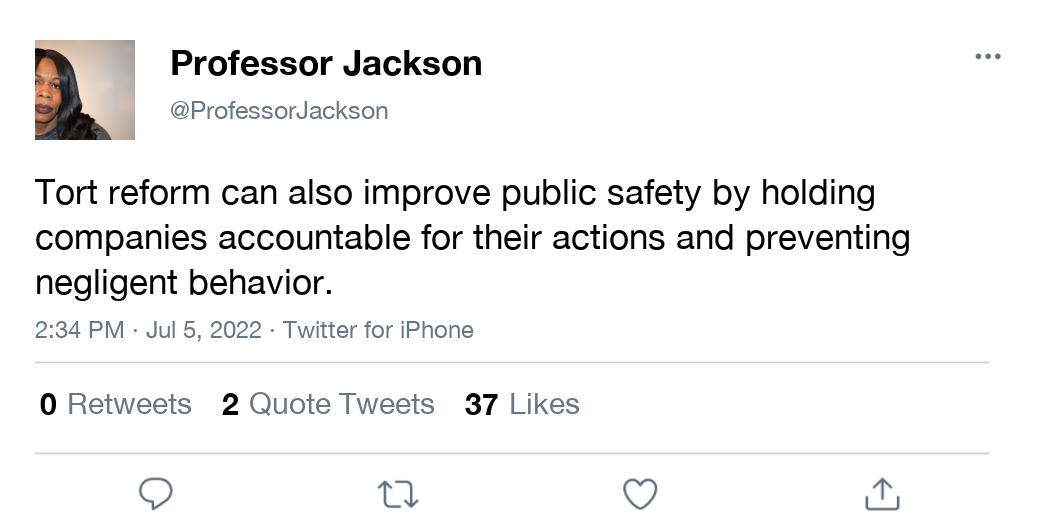 Professor Jackson
@ProfessorJackson
Tort reform can also improve public safety by holding
companies accountable for their actions and preventing
negligent behavior.
2:34 PM · Jul 5, 2022 · Twitter for iPhone
0 Retweets 2 Quote Tweets 37 Likes